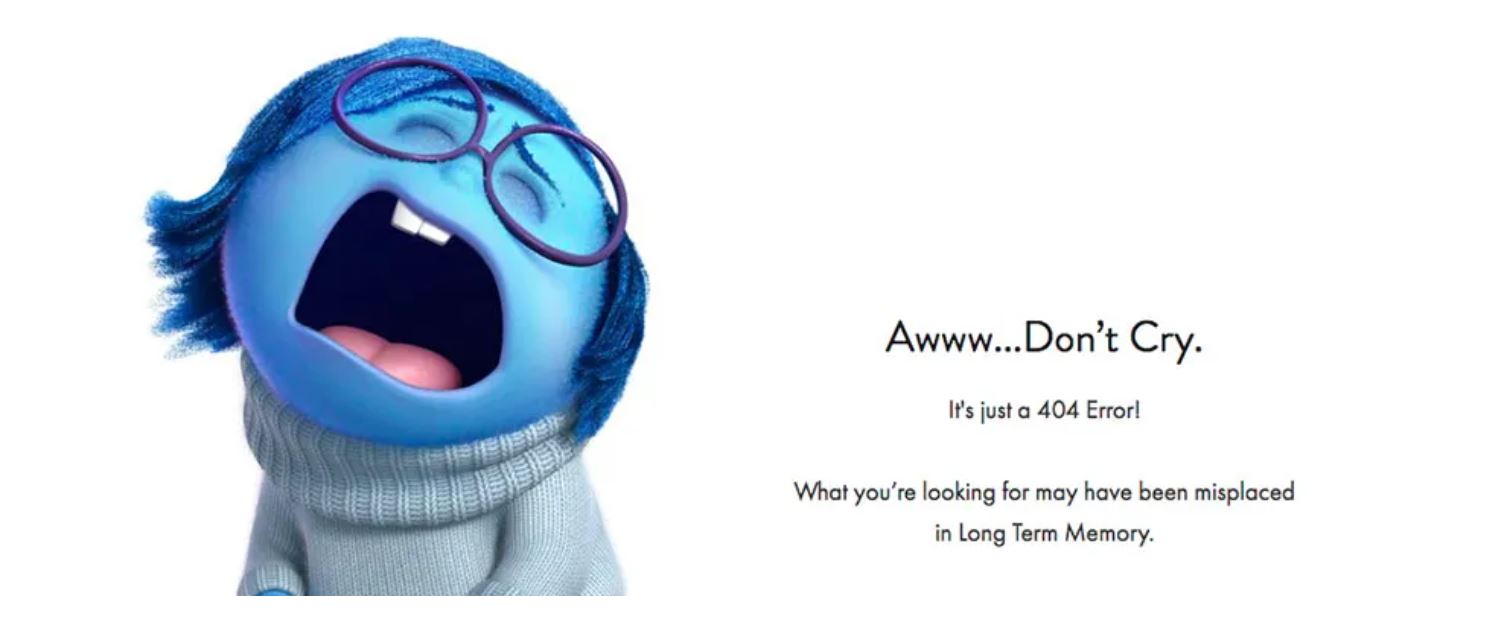 Awww...Don’t Cry.
It's just a 404 Error!
What you’re looking for may have been misplaced
in Long Term Memory.